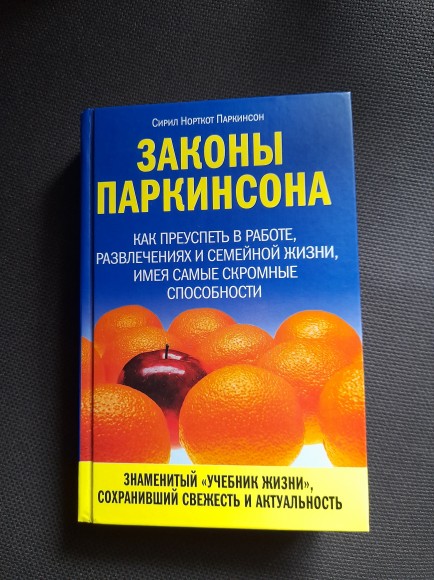 Сирил Норткот Паркинсон
ЗАКОНЫ
ПАРКИНСОНА
КАК ПРЕУСПЕТЬ В РАБОТЕ,
РАЗВЛЕЧЕНИЯХ И СЕМЕЙНОЙ ЖИЗНИ,
ИМЕЯ САМЫЕ СКРОМНЫЕ
СПОСОБНОСТИ
ЗНАМЕНИТЫЙ «УЧЕБНИК ЖИЗНИ»,
СОХРАНИВШИЙ СВЕЖЕСТЬ И АКТУАЛЬНОСТЬ